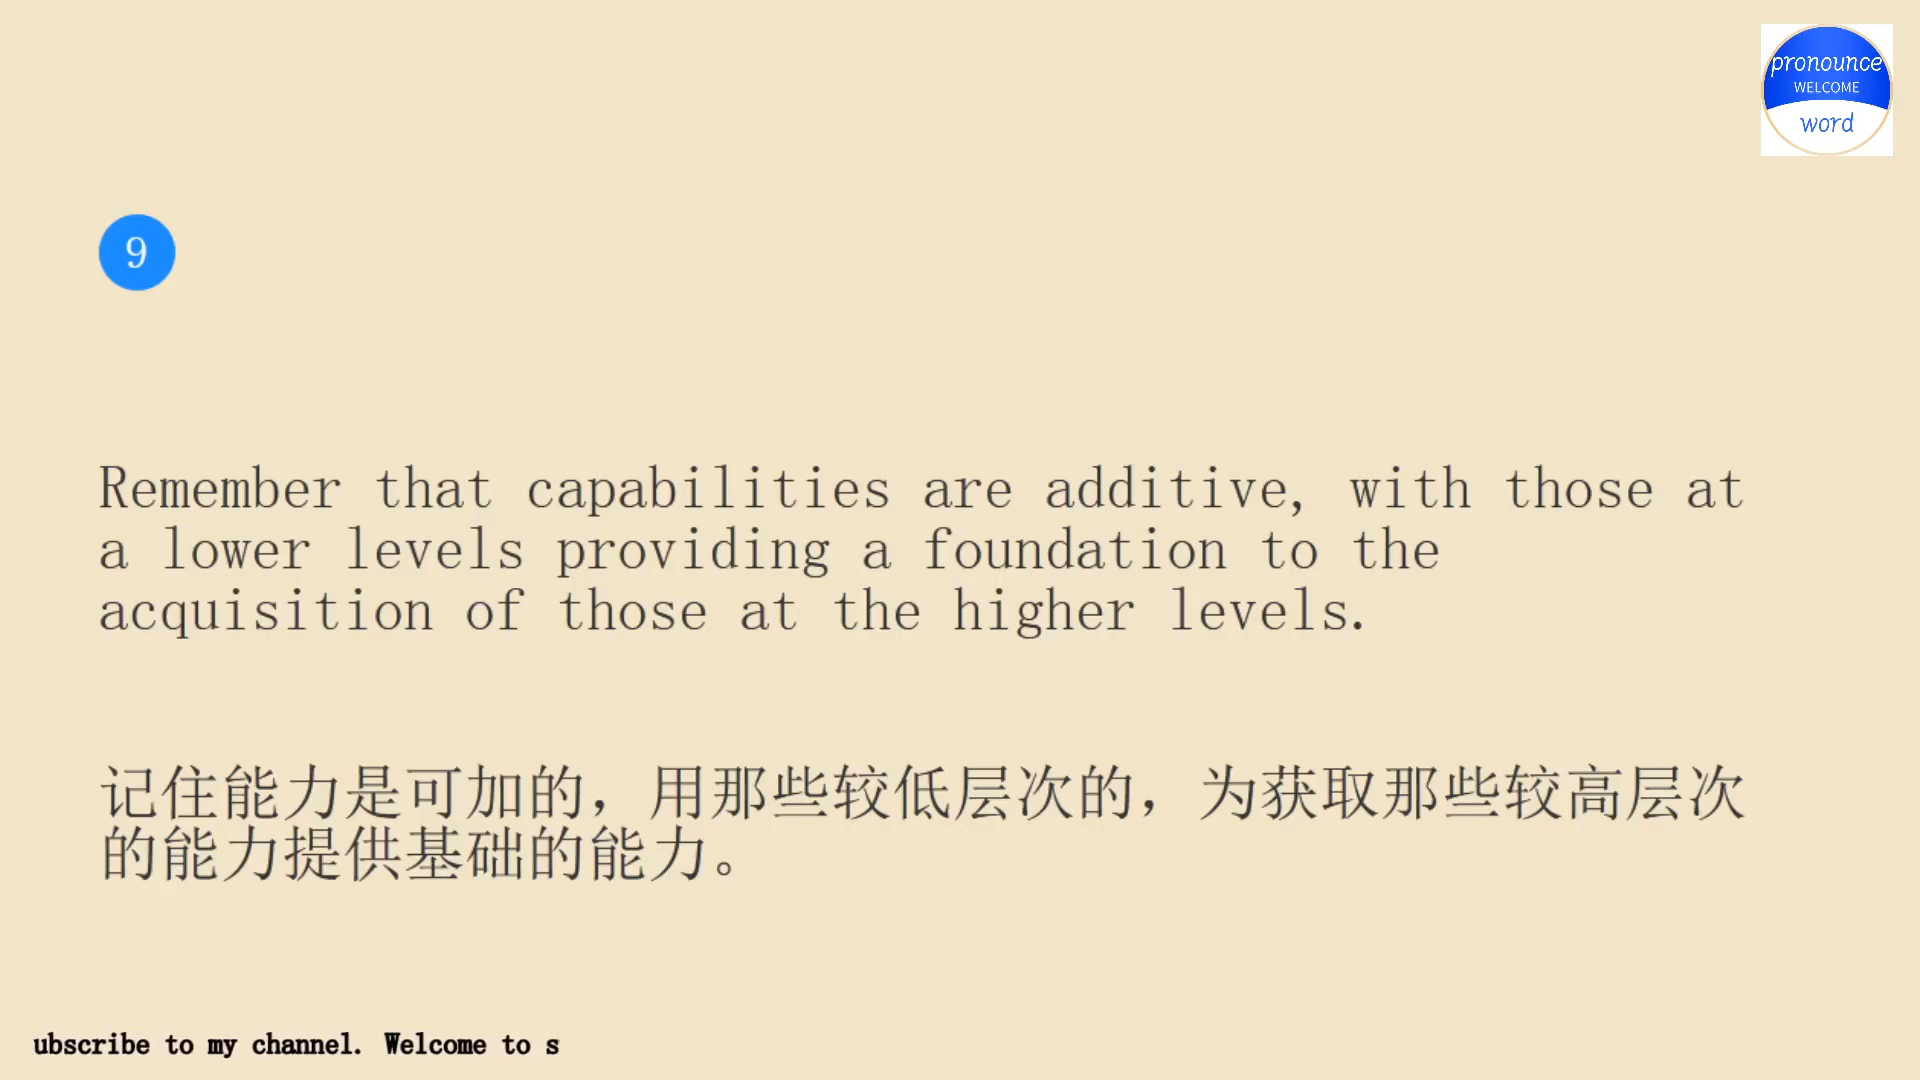 pronounce
WELCOME
word
9
Remember that capabilities are additive, with those at
a lower levels providing a foundation to the
acquisition of those at the higher levels.
记住能力是可加的，用那些较低层次的，为获取那些较高层次
的能力提供基础的能力。
ubscribe to my channel. Welcome to s